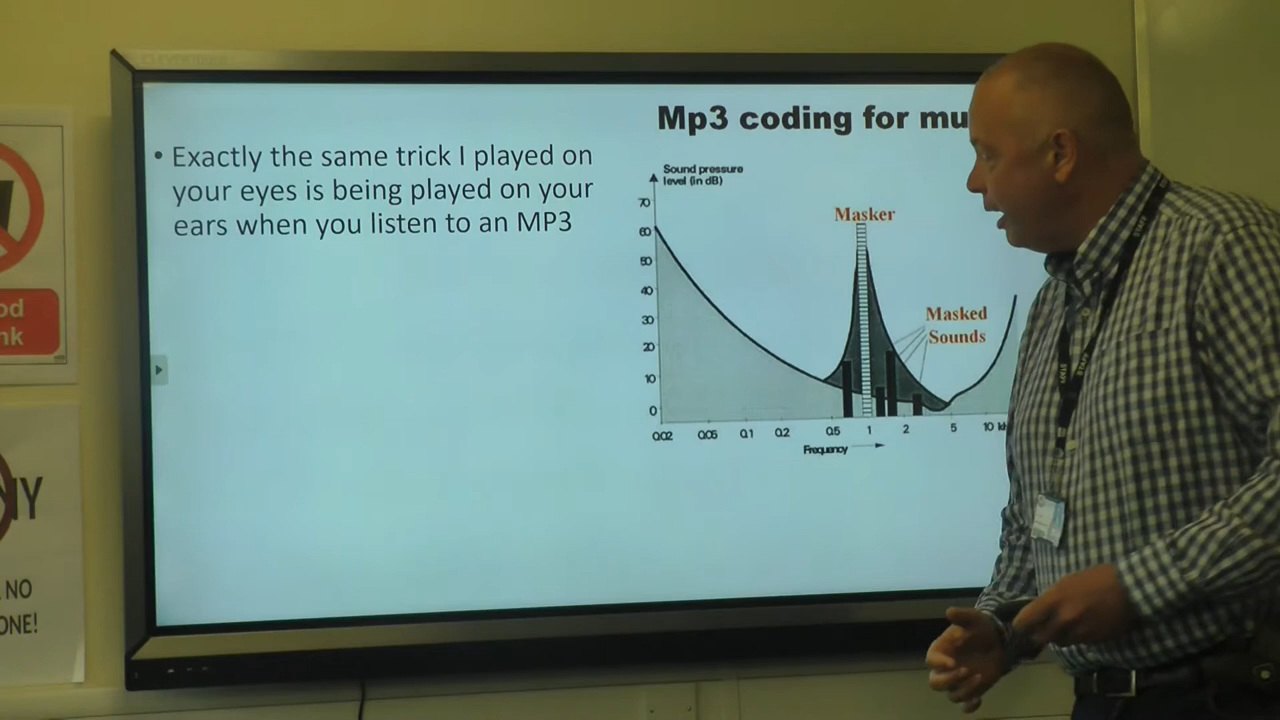 Mp3 coding for mu
• Exactly the same trick I played on
your eyes is being played on your
ears when you listen to an MP3
Sound pressure
level (in dB)
70
60
50
40
30
20
10
0
Masker
Masked
Sounds
0.02 0.05 0.1 0.2 0.5 1 2 5 10 kH
Frequency
od
nk
NY
NO
ONE!
STAFF